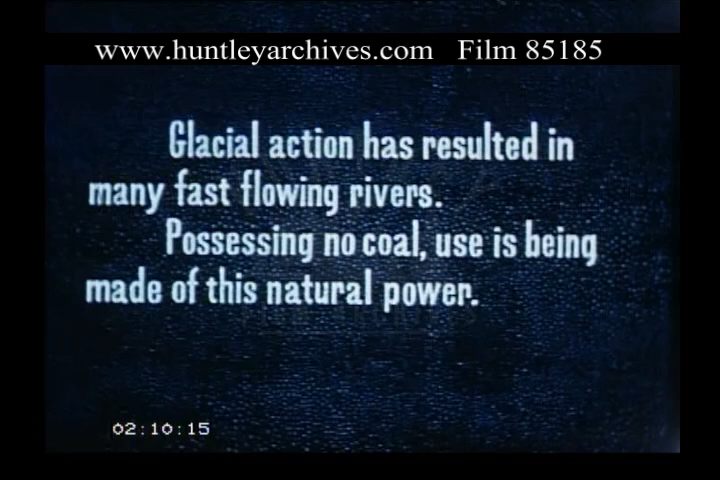 www.huntleyarchives.com Film 85185
Glacial action has resulted in
many fast flowing rivers.
Possessing no coal, use is being
made of this natural power.
02:10:15